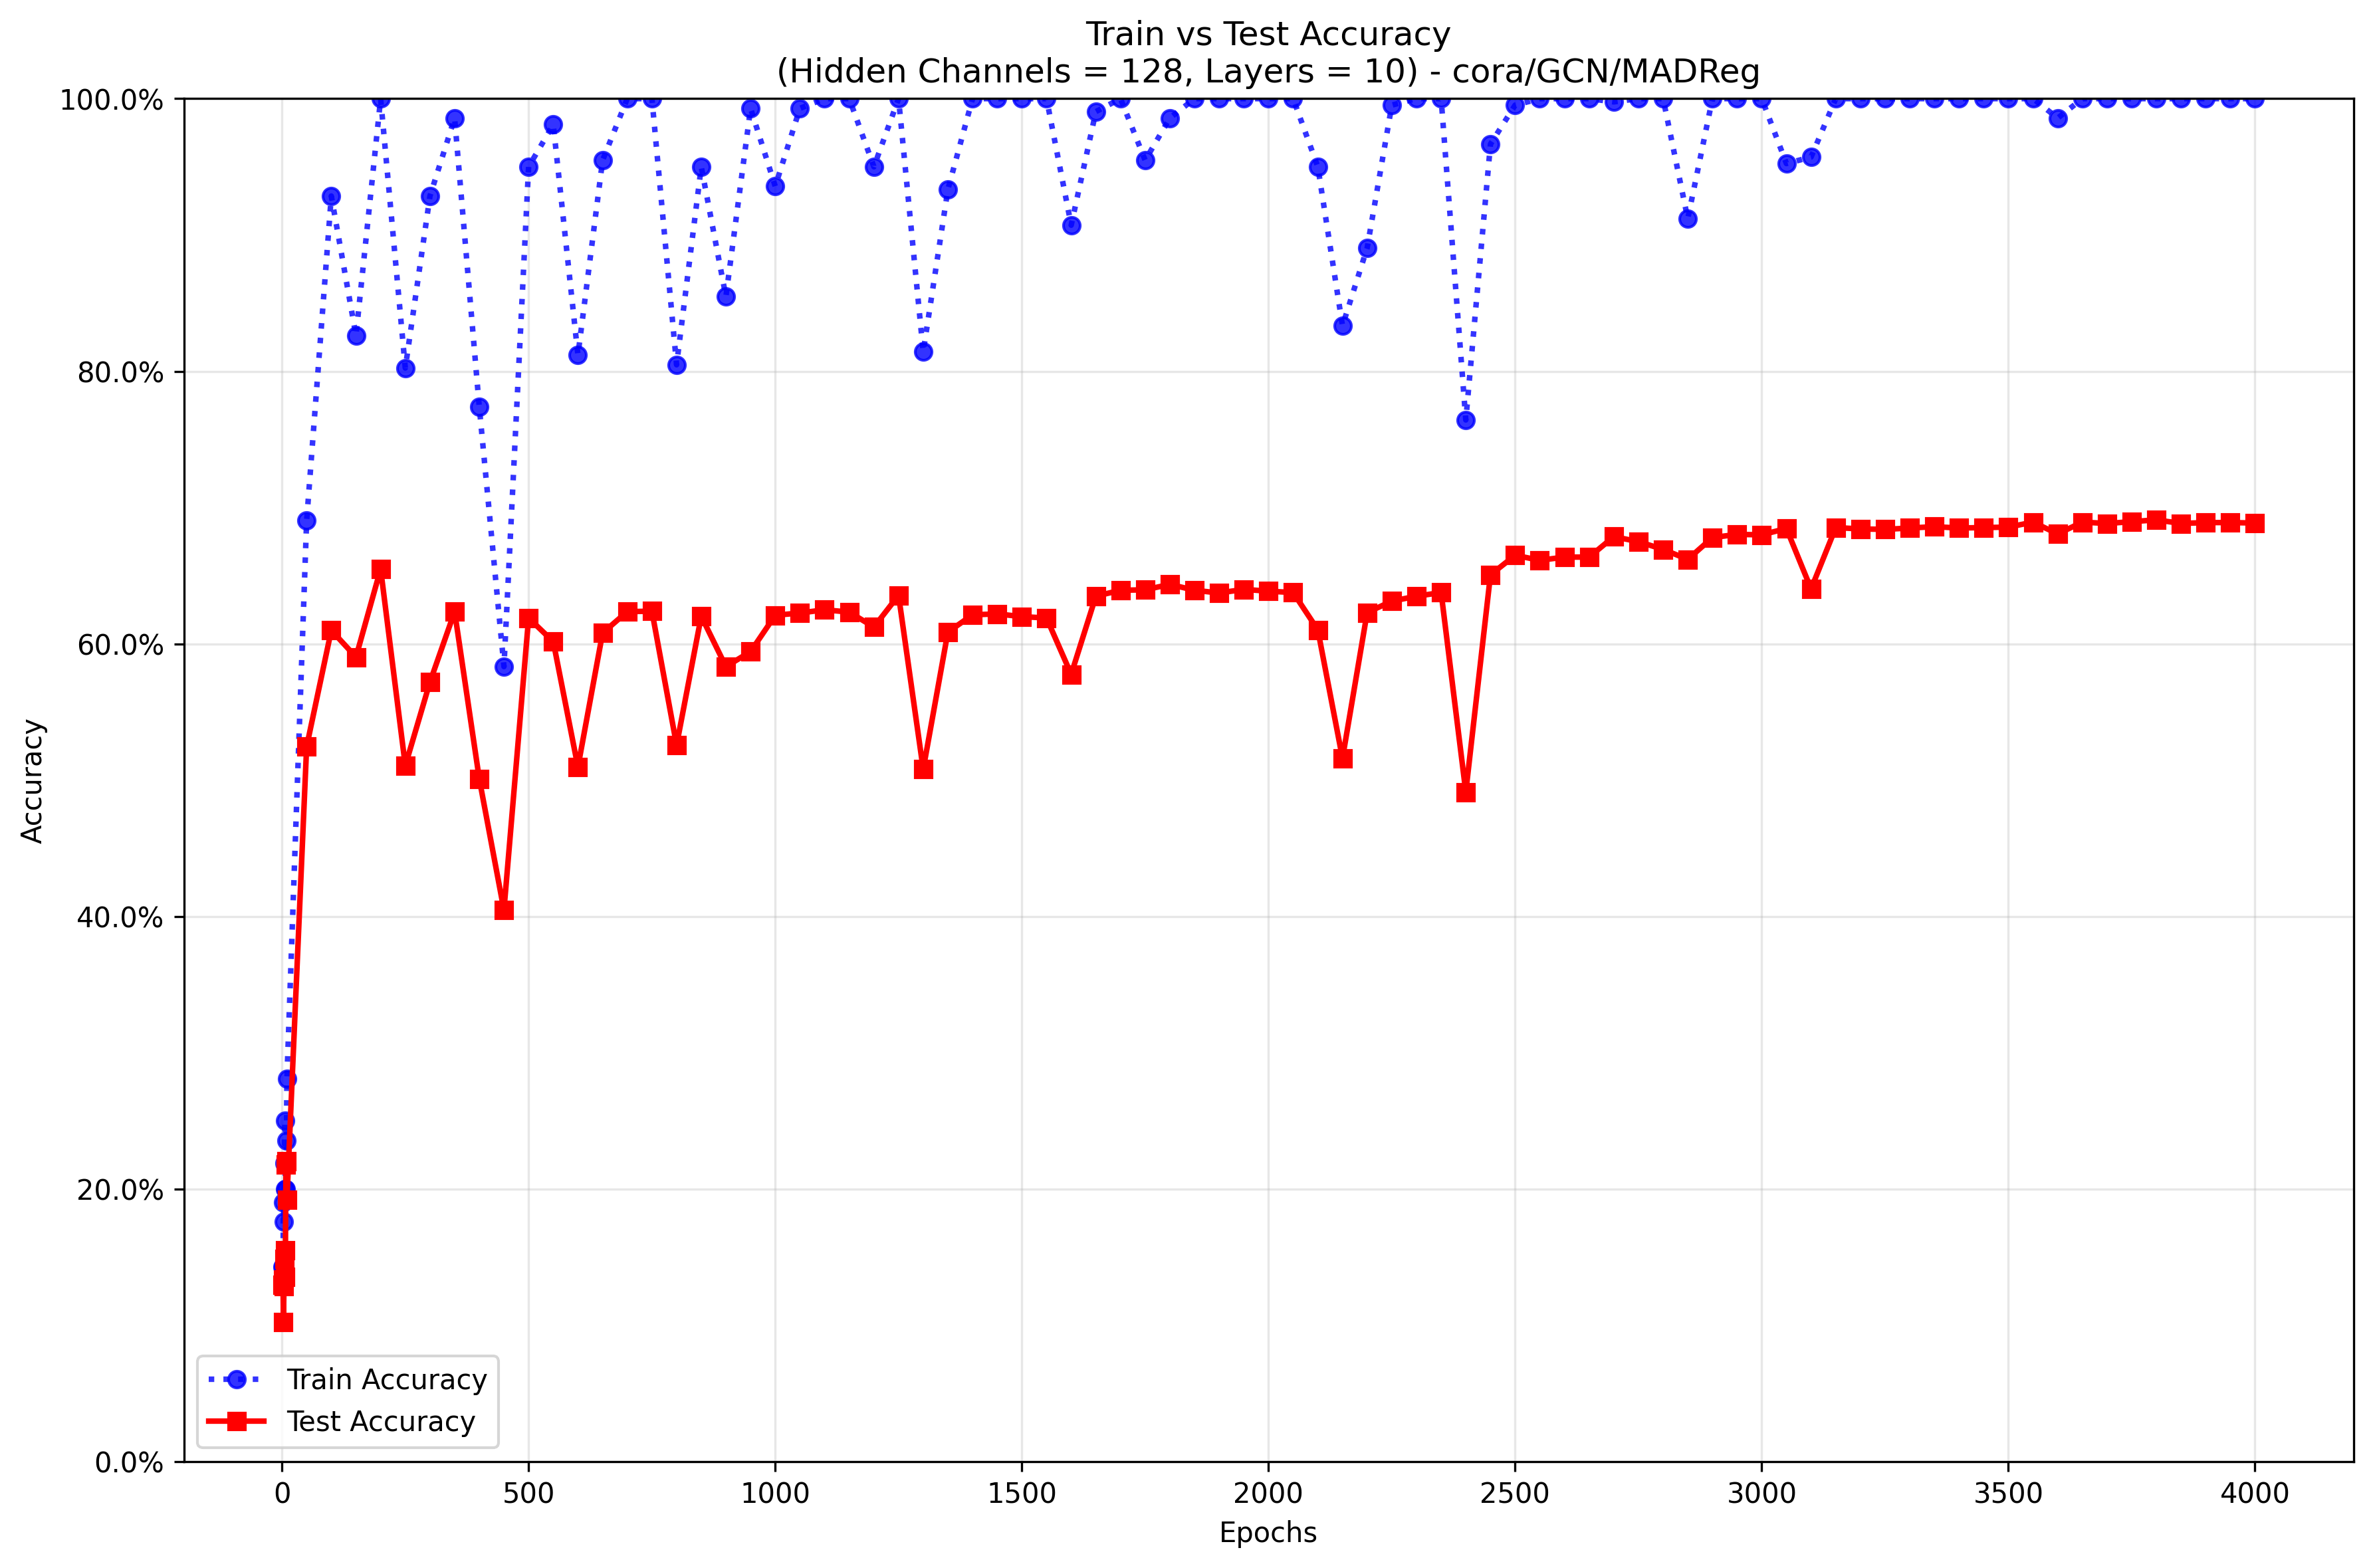 Train vs Test Accuracy
(Hidden Channels = 128, Layers = 10) - cora/GCN/MADReg
100.0%
80.0%
60.0%
40.0%
20.0%
0.0%
Accuracy
Train Accuracy
Test Accuracy
0
500
1000
1500
2000
2500
3000
3500
4000
Epochs